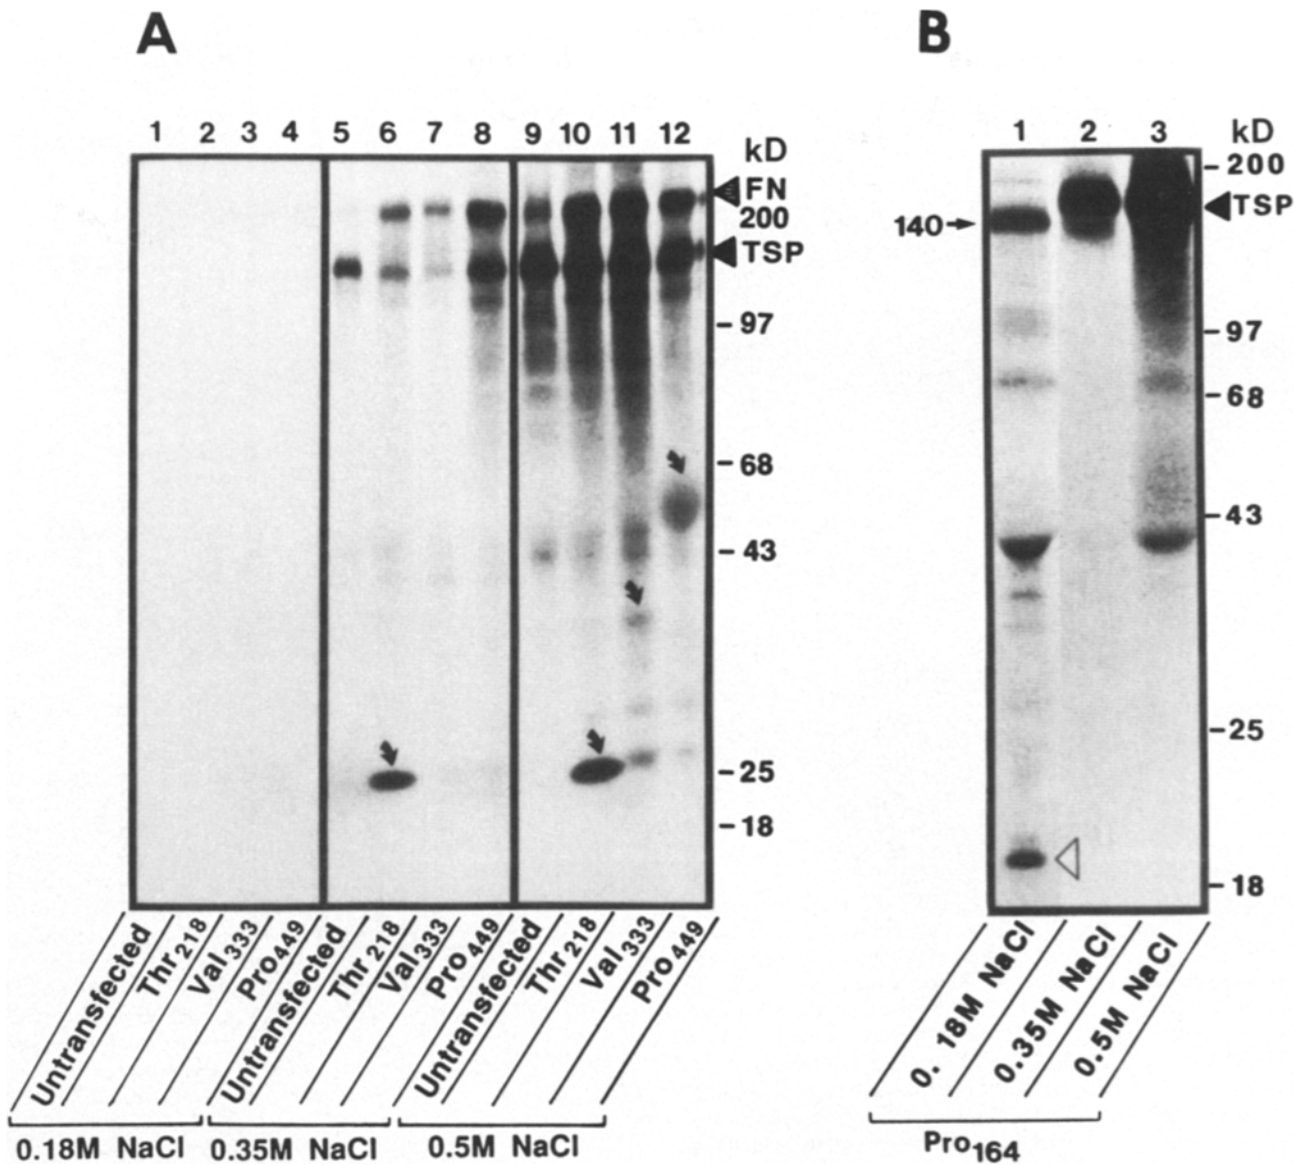 A
B
1 2 3 4 5 6 7 8 9 10 11 12
kD
FN
200
TSP
97
68
43
25
18
Untransfected
Thr218
Val333
Pro449
Untransfected
Thr218
Val333
Pro449
Untransfected
Thr218
Val333
Pro449
0.18M NaCl
0.35M NaCl
0.5M NaCl
1 2 3
kD
200
TSP
140
97
68
43
25
18
0. 18M NaCl
0.35M NaCl
0.5M NaCl
Pro164